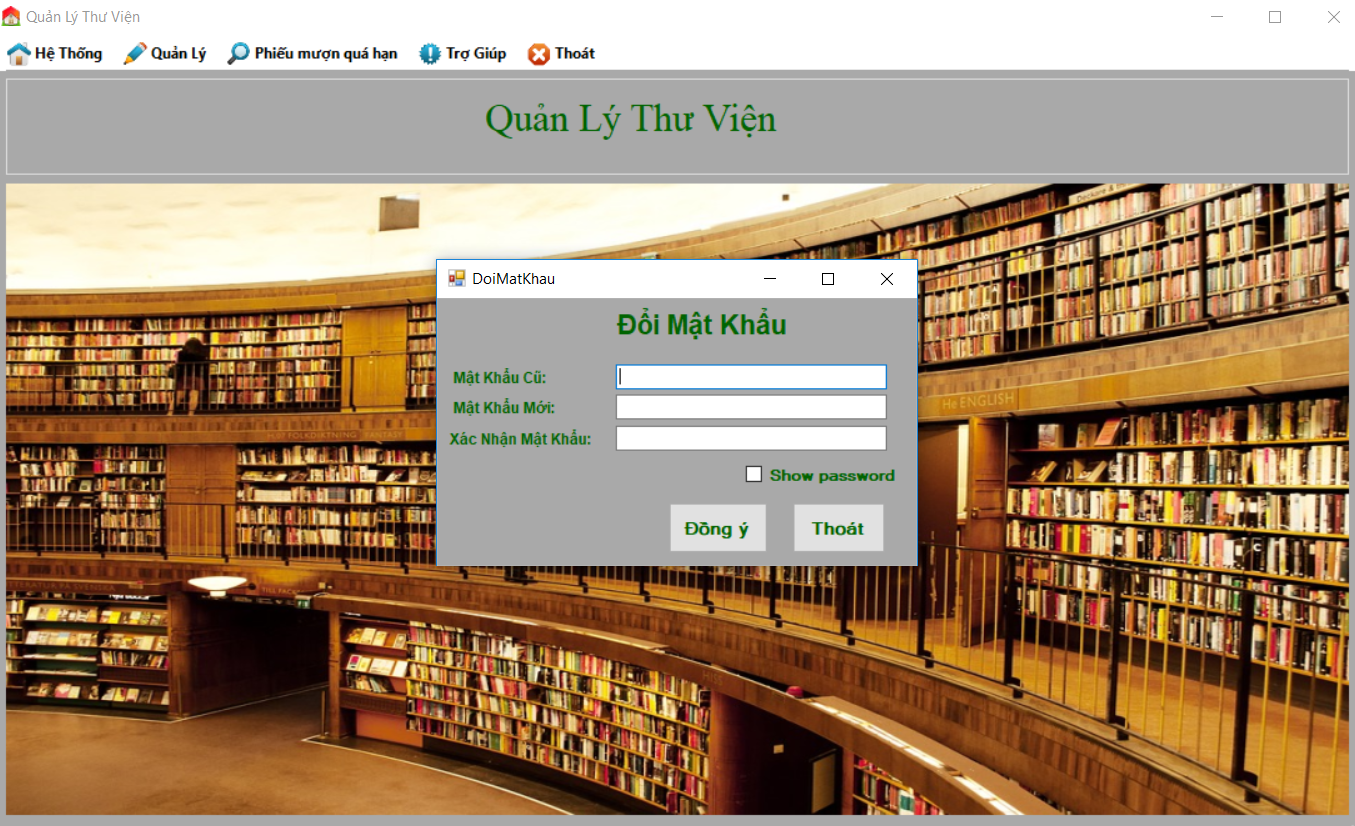 Quản Lý Thư Viện
Hệ Thống Quản Lý Phiếu mượn quá hạn Trợ Giúp Thoát
Quản Lý Thư Viện
DoiMatKhau
Đổi Mật Khẩu
Mật Khẩu Cũ:
Mật Khẩu Mới:
Xác Nhận Mật Khẩu:
Show password
Đồng ý Thoát
He ENGLISH